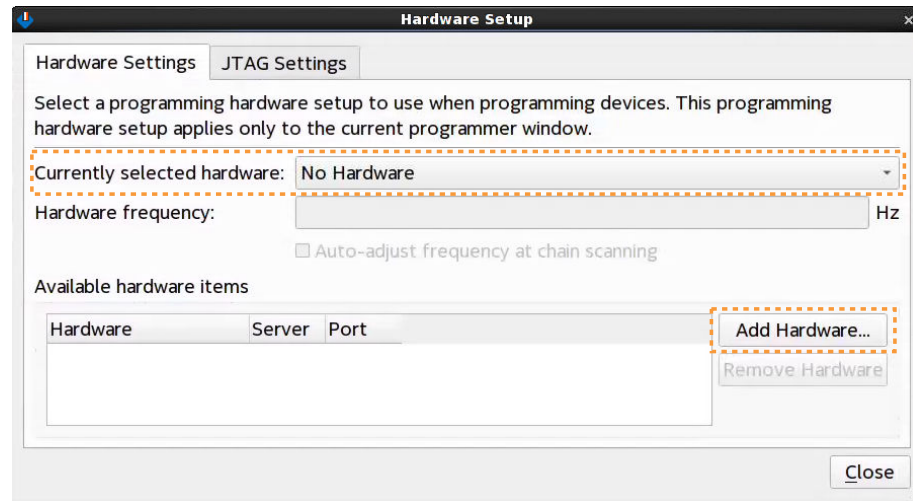 Hardware Setup
Hardware Settings
JTAG Settings
Select a programming hardware setup to use when programming devices. This programming
hardware setup applies only to the current programmer window.
Currently selected hardware: No Hardware
Hardware frequency: Hz
Auto-adjust frequency at chain scanning
Available hardware items
Hardware Server Port
Add Hardware...
Remove Hardware
Close